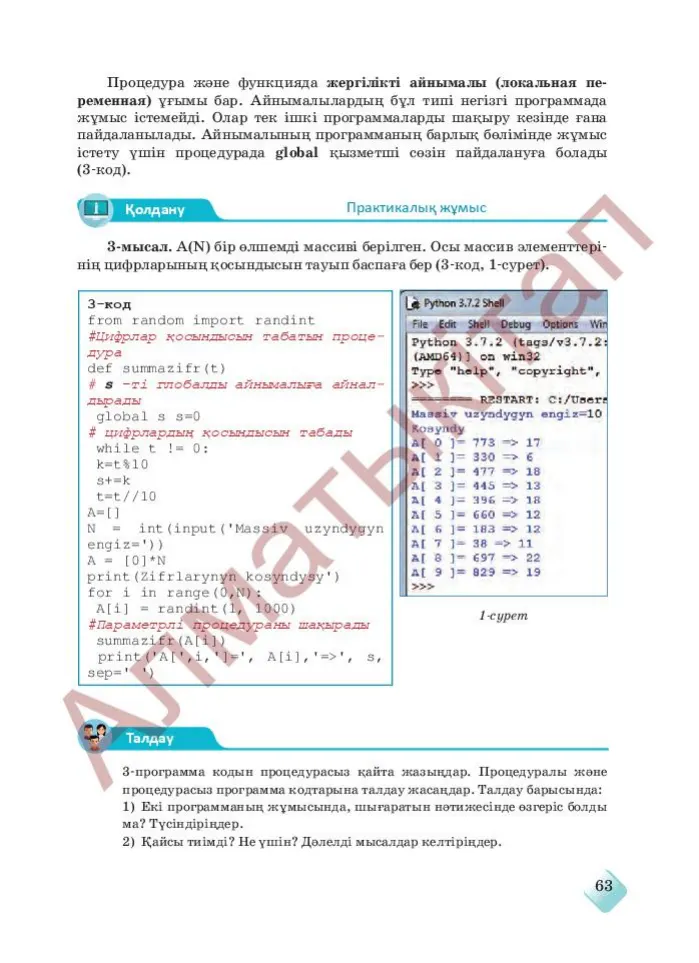 Процедура және функцияда жергілікті айнымалы (локальная пе-
ременная) ұғымы бар. Айнымалылардың бұл типі негізгі программада
жұмыс істемейді. Олар тек ішкі программаларды шақыру кезінде ғана
пайдаланылады. Айнымалының программаның барлық бөлімінде жұмыс
істету үшін процедурада global қызметші сөзін пайдалануға болады
(3-код).
Қолдану
Практикалық жұмыс
3-мысал. A(N) бір өлшемді массиві берілген. Осы массив элементтері-
нің цифрларының қосындысын тауып баспаға бер (3-код, 1-сурет).
3-код
from random import randint
#Цифрлар қосындысын табатын проце-
дура
def summazifr(t)
# s -ті глобалды айнымалыға айнал-
дырады
global s s=0
# цифрлардың қосындысын табады
while t != 0:
k=t%10
s+=k
t=t//10
A=[]
N = int(input('Massiv uzyndygyn
engiz='))
A = [0]*N
print(Zifrlarynyn kosyndysy')
for i in range(0,N):
A[i] = randint(1, 1000)
#Параметрлі процедураны шақырады
summazifr(A[i])
print('A[',i,']=', A[i],'=>', s,
sep=' ')
Python 3.7.2 Shell
File Edit Shell Debug Options Win
Python 3.7.2 (tags/v3.7.2:
(AMD64)] on win32
Type "help", "copyright",
>>>
======== RESTART: C:/Users
Massiv uzyndygyn engiz=10
Kosyndy
A[ 0 ]= 773 => 17
A[ 1 ]= 330 => 6
A[ 2 ]= 477 => 18
A[ 3 ]= 445 => 13
A[ 4 ]= 396 => 18
A[ 5 ]= 660 => 12
A[ 6 ]= 183 => 12
A[ 7 ]= 38 => 11
A[ 8 ]= 697 => 22
A[ 9 ]= 829 => 19
>>>
1-сурет
Талдау
3-программа кодын процедурасыз қайта жазыңдар. Процедуралы және
процедурасыз программа кодтарына талдау жасаңдар. Талдау барысында:
1) Екі программаның жұмысында, шығаратын нәтижесінде өзгеріс болды
ма? Түсіндіріңдер.
2) Қайсы тиімді? Не үшін? Дәлелді мысалдар келтіріңдер.
63
Алматыкітап